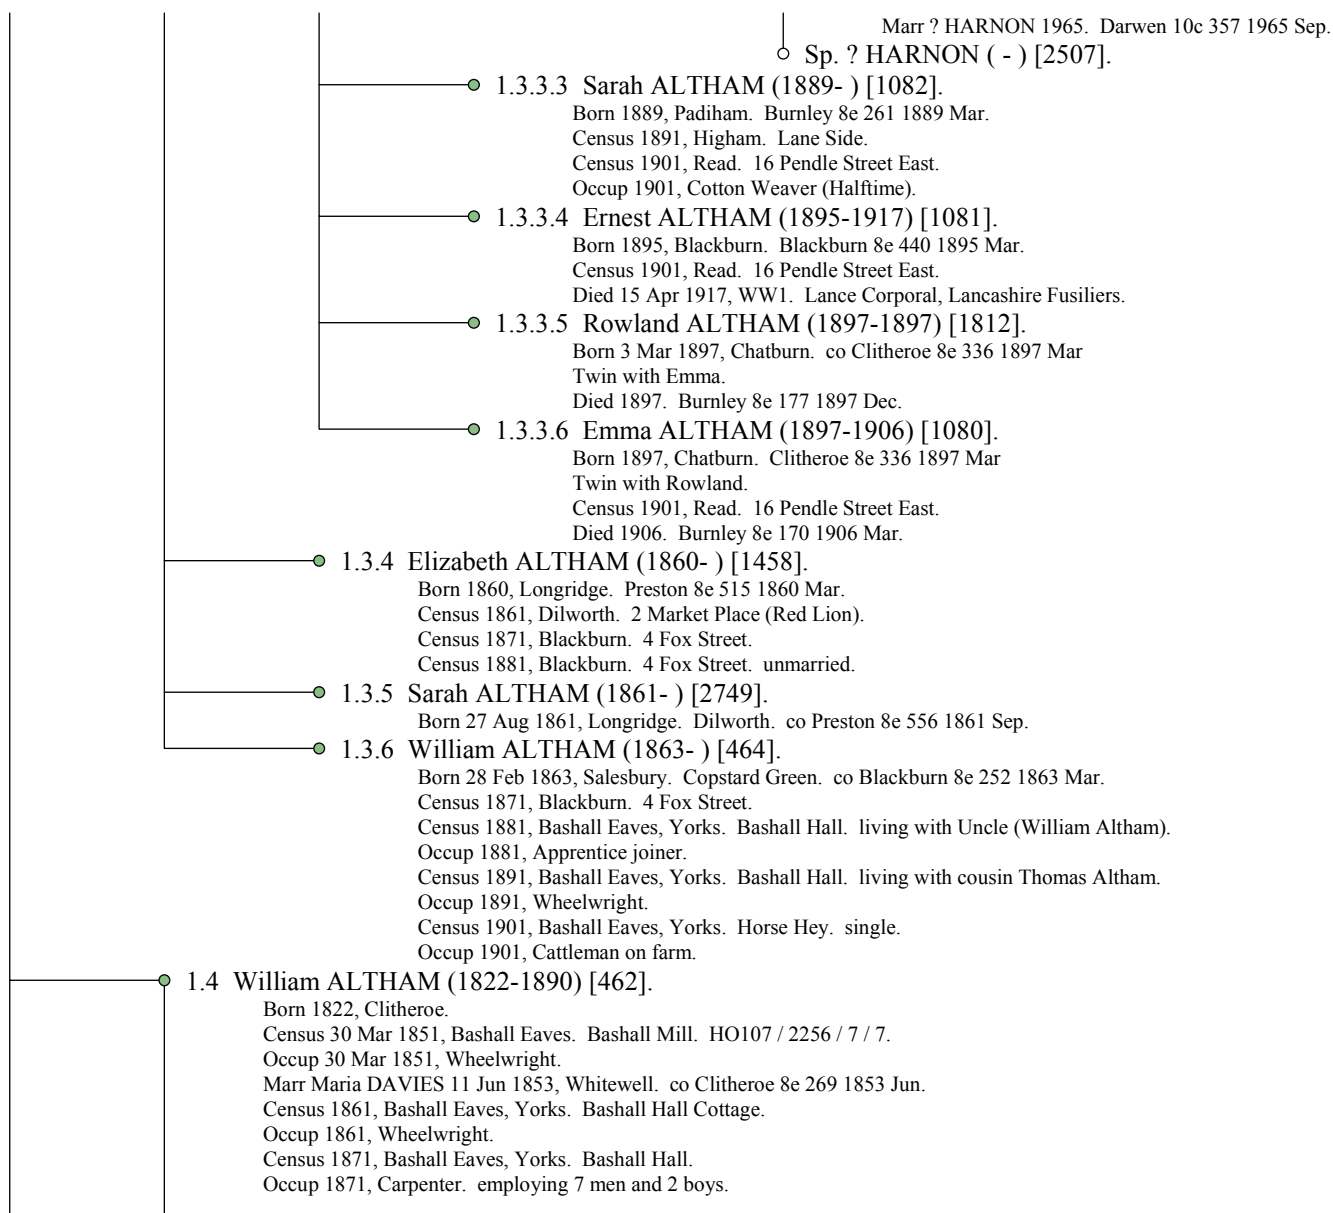 Marr ? HARNON 1965. Darwen 10c 357 1965 Sep.
Sp. ? HARNON ( - ) [2507].
1.3.3.3 Sarah ALTHAM (1889- ) [1082].
Born 1889, Padiham. Burnley 8e 261 1889 Mar.
Census 1891, Higham. Lane Side.
Census 1901, Read. 16 Pendle Street East.
Occup 1901, Cotton Weaver (Halftime).
1.3.3.4 Ernest ALTHAM (1895-1917) [1081].
Born 1895, Blackburn. Blackburn 8e 440 1895 Mar.
Census 1901, Read. 16 Pendle Street East.
Died 15 Apr 1917, WW1. Lance Corporal, Lancashire Fusiliers.
1.3.3.5 Rowland ALTHAM (1897-1897) [1812].
Born 3 Mar 1897, Chatburn. co Clitheroe 8e 336 1897 Mar
Twin with Emma.
Died 1897. Burnley 8e 177 1897 Dec.
1.3.3.6 Emma ALTHAM (1897-1906) [1080].
Born 1897, Chatburn. Clitheroe 8e 336 1897 Mar
Twin with Rowland.
Census 1901, Read. 16 Pendle Street East.
Died 1906. Burnley 8e 170 1906 Mar.
1.3.4 Elizabeth ALTHAM (1860- ) [1458].
Born 1860, Longridge. Preston 8e 515 1860 Mar.
Census 1861, Dilworth. 2 Market Place (Red Lion).
Census 1871, Blackburn. 4 Fox Street.
Census 1881, Blackburn. 4 Fox Street. unmarried.
1.3.5 Sarah ALTHAM (1861- ) [2749].
Born 27 Aug 1861, Longridge. Dilworth. co Preston 8e 556 1861 Sep.
1.3.6 William ALTHAM (1863- ) [464].
Born 28 Feb 1863, Salesbury. Copstard Green. co Blackburn 8e 252 1863 Mar.
Census 1871, Blackburn. 4 Fox Street.
Census 1881, Bashall Eaves, Yorks. Bashall Hall. living with Uncle (William Altham).
Occup 1881, Apprentice joiner.
Census 1891, Bashall Eaves, Yorks. Bashall Hall. living with cousin Thomas Altham.
Occup 1891, Wheelwright.
Census 1901, Bashall Eaves, Yorks. Horse Hey. single.
Occup 1901, Cattleman on farm.
1.4 William ALTHAM (1822-1890) [462].
Born 1822, Clitheroe.
Census 30 Mar 1851, Bashall Eaves. Bashall Mill. HO107 / 2256 / 7 / 7.
Occup 30 Mar 1851, Wheelwright.
Marr Maria DAVIES 11 Jun 1853, Whitewell. co Clitheroe 8e 269 1853 Jun.
Census 1861, Bashall Eaves, Yorks. Bashall Hall Cottage.
Occup 1861, Wheelwright.
Census 1871, Bashall Eaves, Yorks. Bashall Hall.
Occup 1871, Carpenter. employing 7 men and 2 boys.